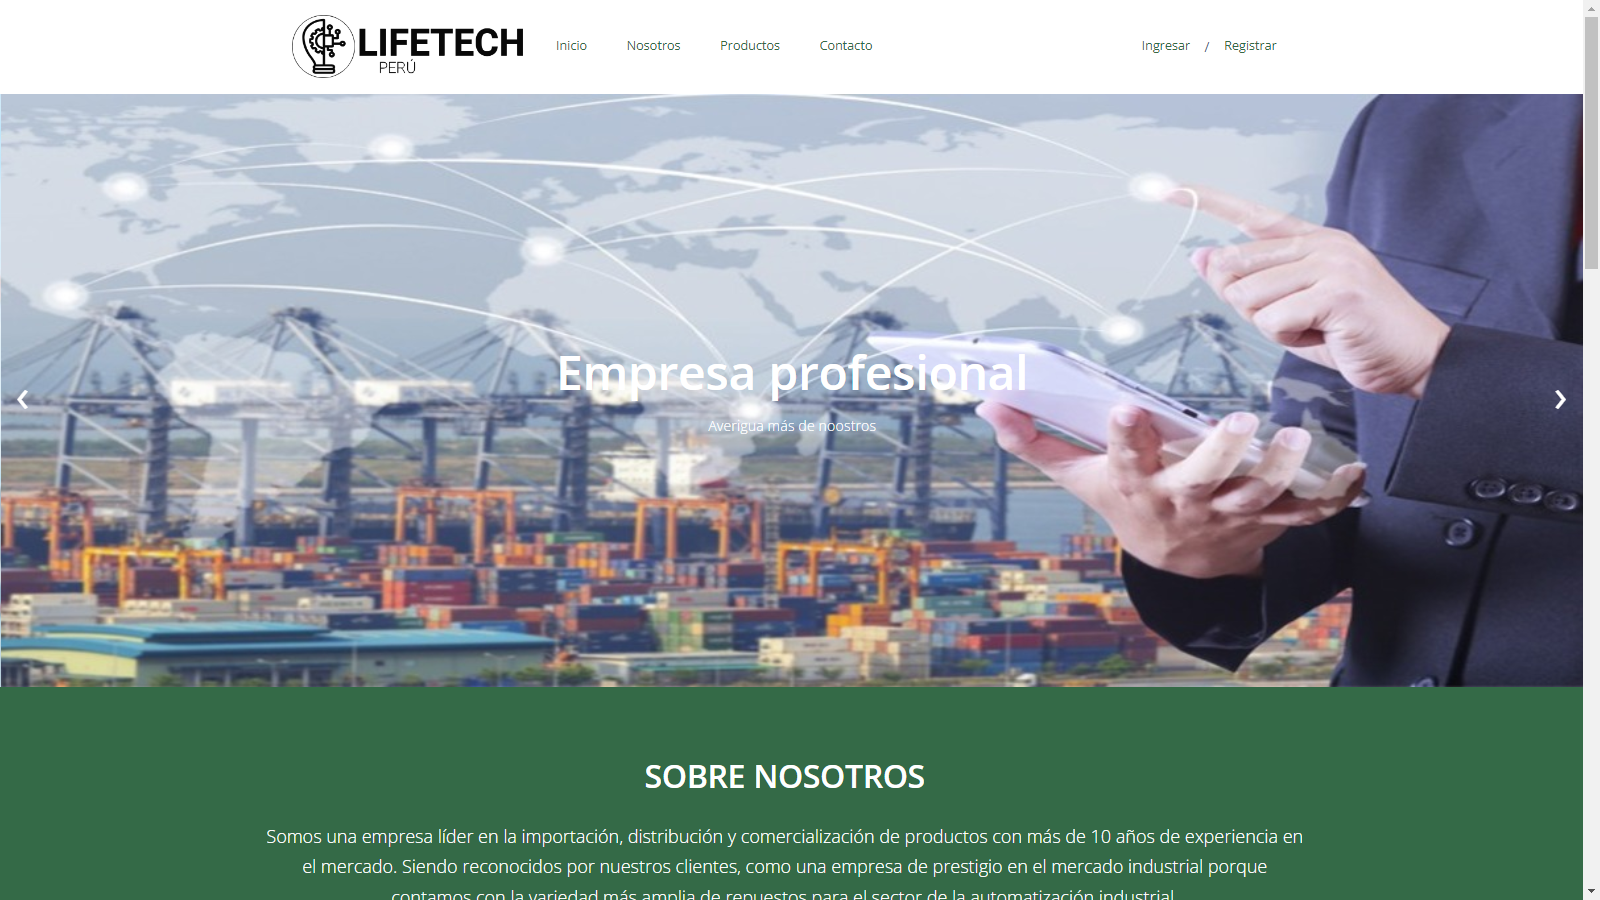 LIFETECH
PERÚ
Inicio
Nosotros
Productos
Contacto
Ingresar / Registrar
Empresa profesional
Averigua más de noostros
SOBRE NOSOTROS
Somos una empresa líder en la importación, distribución y comercialización de productos con más de 10 años de experiencia en
el mercado. Siendo reconocidos por nuestros clientes, como una empresa de prestigio en el mercado industrial porque
contamos con la variedad más amplia de repuestos para el sector de la automatización industrial.